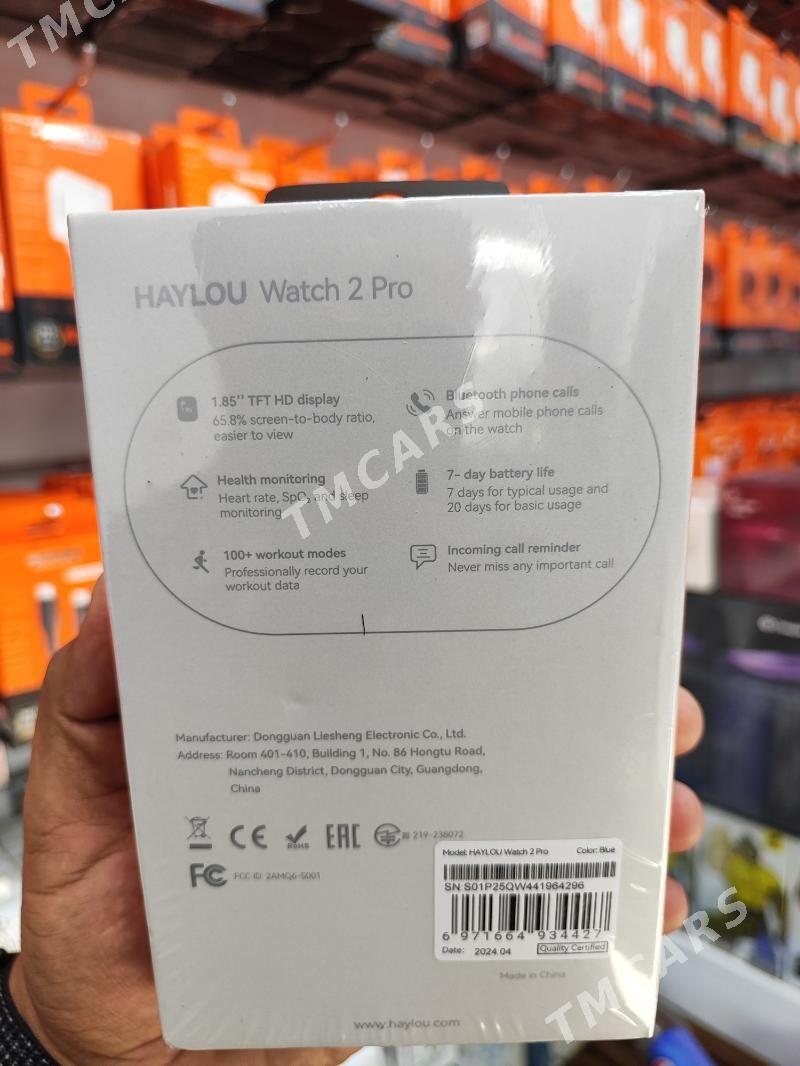 TMCARS
HAYLOU Watch 2 Pro
1.85'' TFT HD display
65.8% screen-to-body ratio,
easier to view
Bluetooth phone calls
Answer mobile phone calls
on the watch
Health monitoring
Heart rate, SpO₂ and sleep
monitoring
7- day battery life
7 days for typical usage and
20 days for basic usage
100+ workout modes
Professionally record your
workout data
Incoming call reminder
Never miss any important call
TMCARS
Manufacturer: Dongguan Liesheng Electronic Co., Ltd.
Address: Room 401-410, Building 1, No. 86 Hongtu Road,
Nancheng District, Dongguan City, Guangdong,
China
CE RoHS EAC 219-238072
FC FCC ID: 2AMQ6-S001
Model: HAYLOU Watch 2 Pro Color: Blue
SN:S01P25QW441964296
6 971664 934427
Date: 2024.04 Quality Certified
Made in China
www.haylou.com
TMCARS